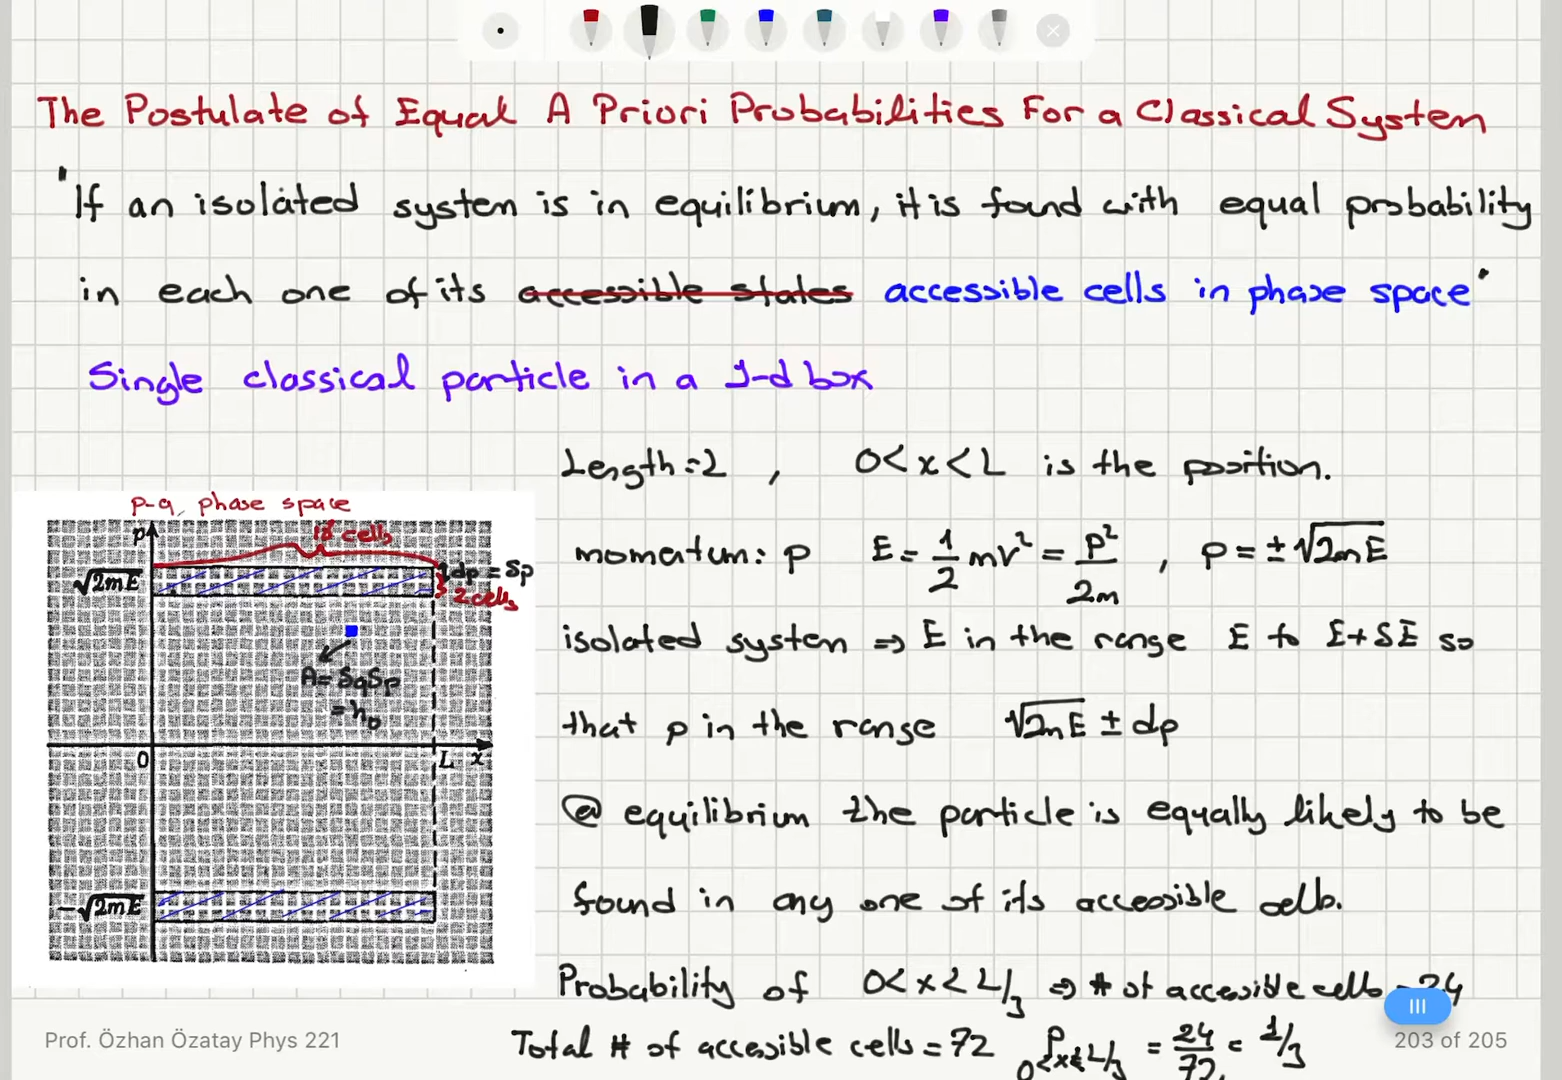 The Postulate of Equal A Priori Probabilities For a Classical System
"If an isolated system is in equilibrium, it is found with equal probability
in each one of its accessible states accessible cells in phase space"
Single classical particle in a 1-d box
Length=L , 0<x<L is the position.
p-q, phase space
p
18 cells
√2mE
dp = δp
2 cells
A= δqδp
= h₀
0
L
x
-√2mE
momentum: p E = 1/2 mv² = p²/2m , p = ±√2mE
isolated system ⇒ E in the range E to E+δE so
that p in the range √2mE ± dp
@ equilibrium the particle is equally likely to be
found in any one of its accessible cells.
Probability of 0<x<L/3 ⇒ # of accessible cells = 24
Total # of accessible cells = 72 P 0<x<L/3 = 24/72 = 1/3
Prof. Özhan Özatay Phys 221
203 of 205